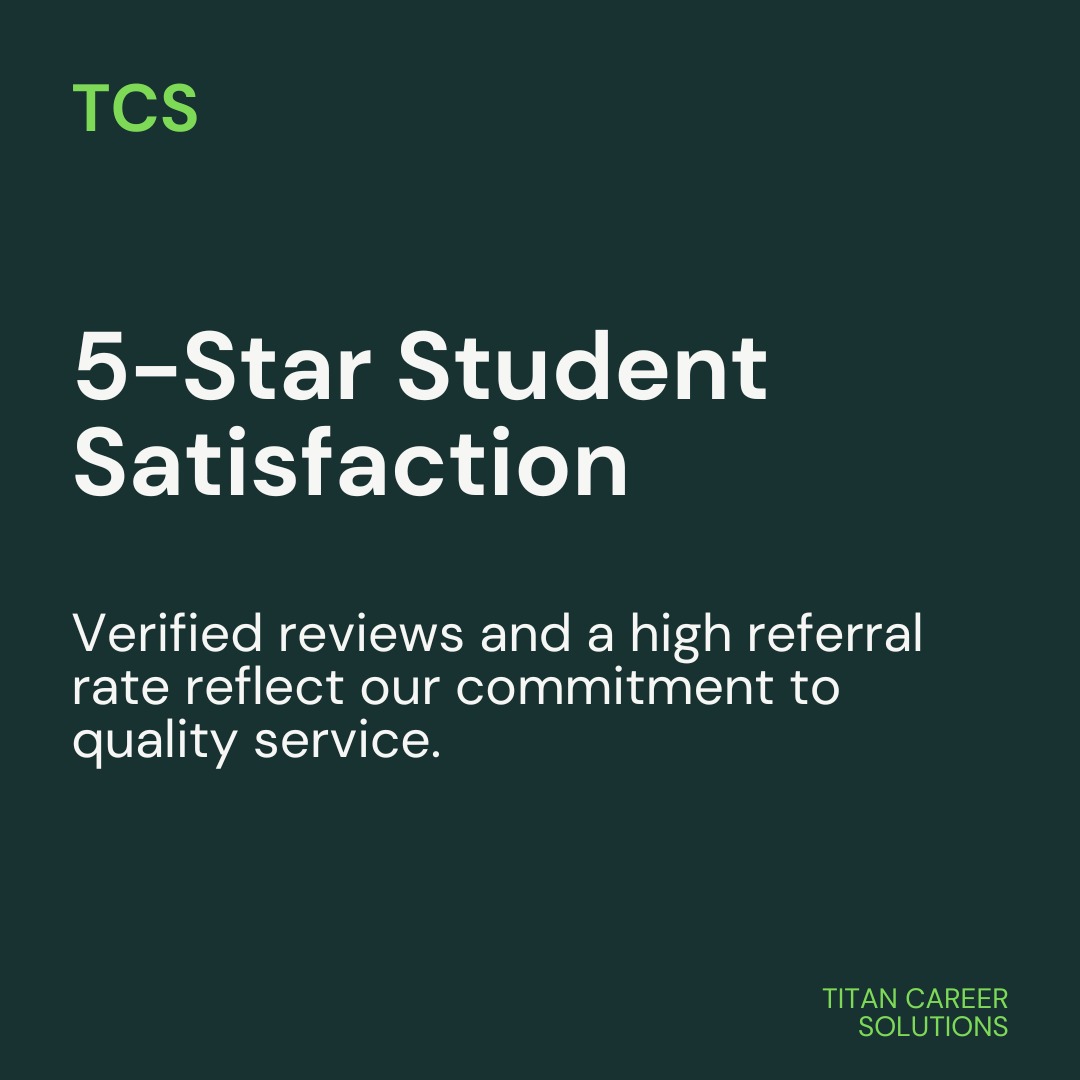 TCS
5-Star Student
Satisfaction
Verified reviews and a high referral
rate reflect our commitment to
quality service.
TITAN CAREER
SOLUTIONS